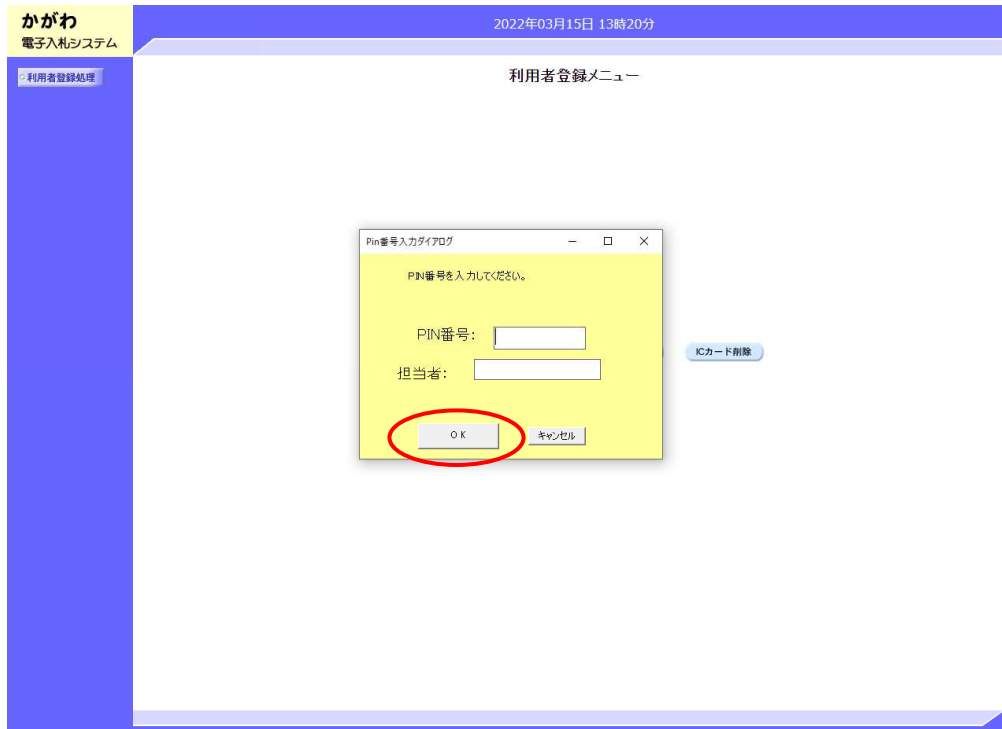 かがわ
電子入札システム
2022年03月15日 13時20分
利用者登録処理
利用者登録メニュー
Pin番号入力ダイアログ
PIN番号を入力してください。
PIN番号:
担当者:
OK
キャンセル
ICカード削除